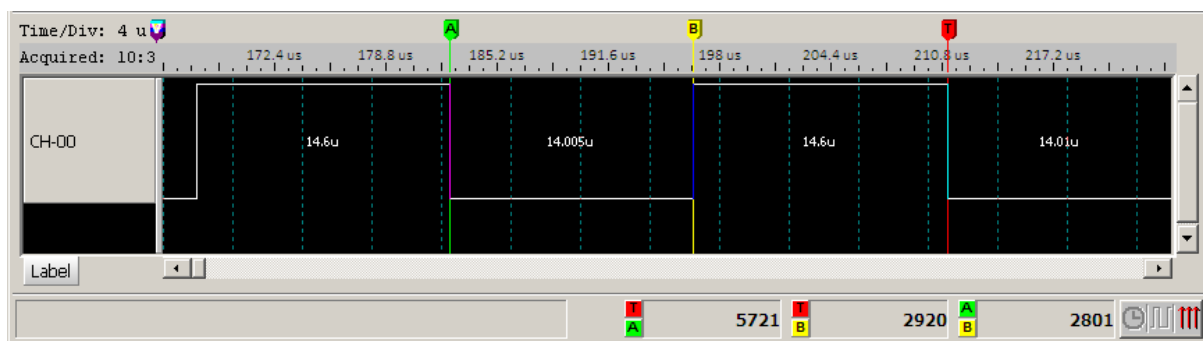 Time/Div: 4 u
A
B
T
Acquired: 10:3
172.4 us 178.8 us 185.2 us 191.6 us 198 us 204.4 us 210.8 us 217.2 us
CH-00
14.6u 14.005u 14.6u 14.01u
Label
T A 5721 T B 2920 A B 2801